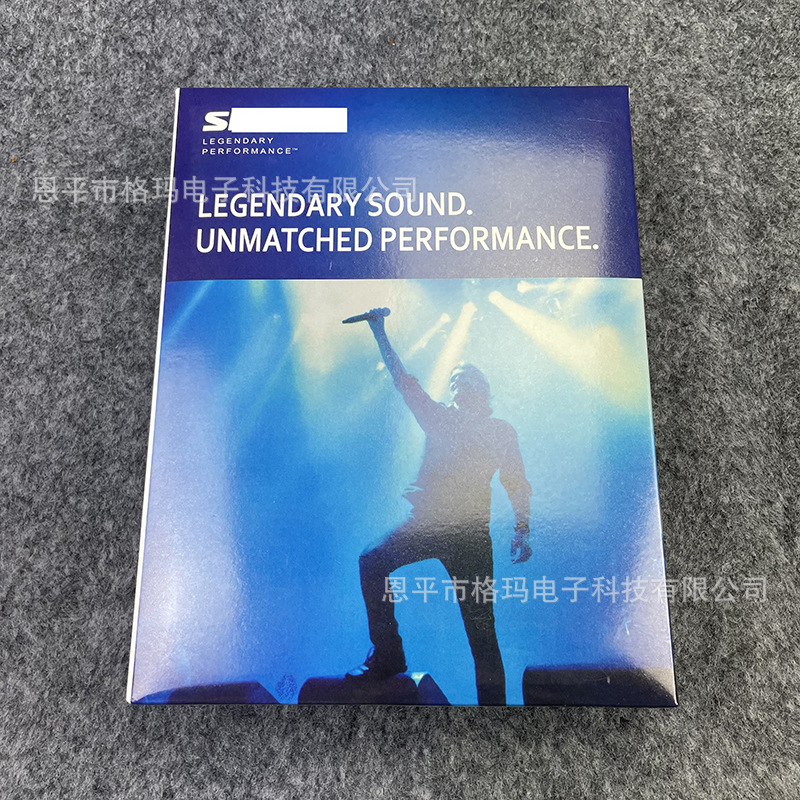 LEGENDARY
PERFORMANCE™
恩平市格玛电子科技有限公司
LEGENDARY SOUND.
UNMATCHED PERFORMANCE.
恩平市格玛电子科技有限公司